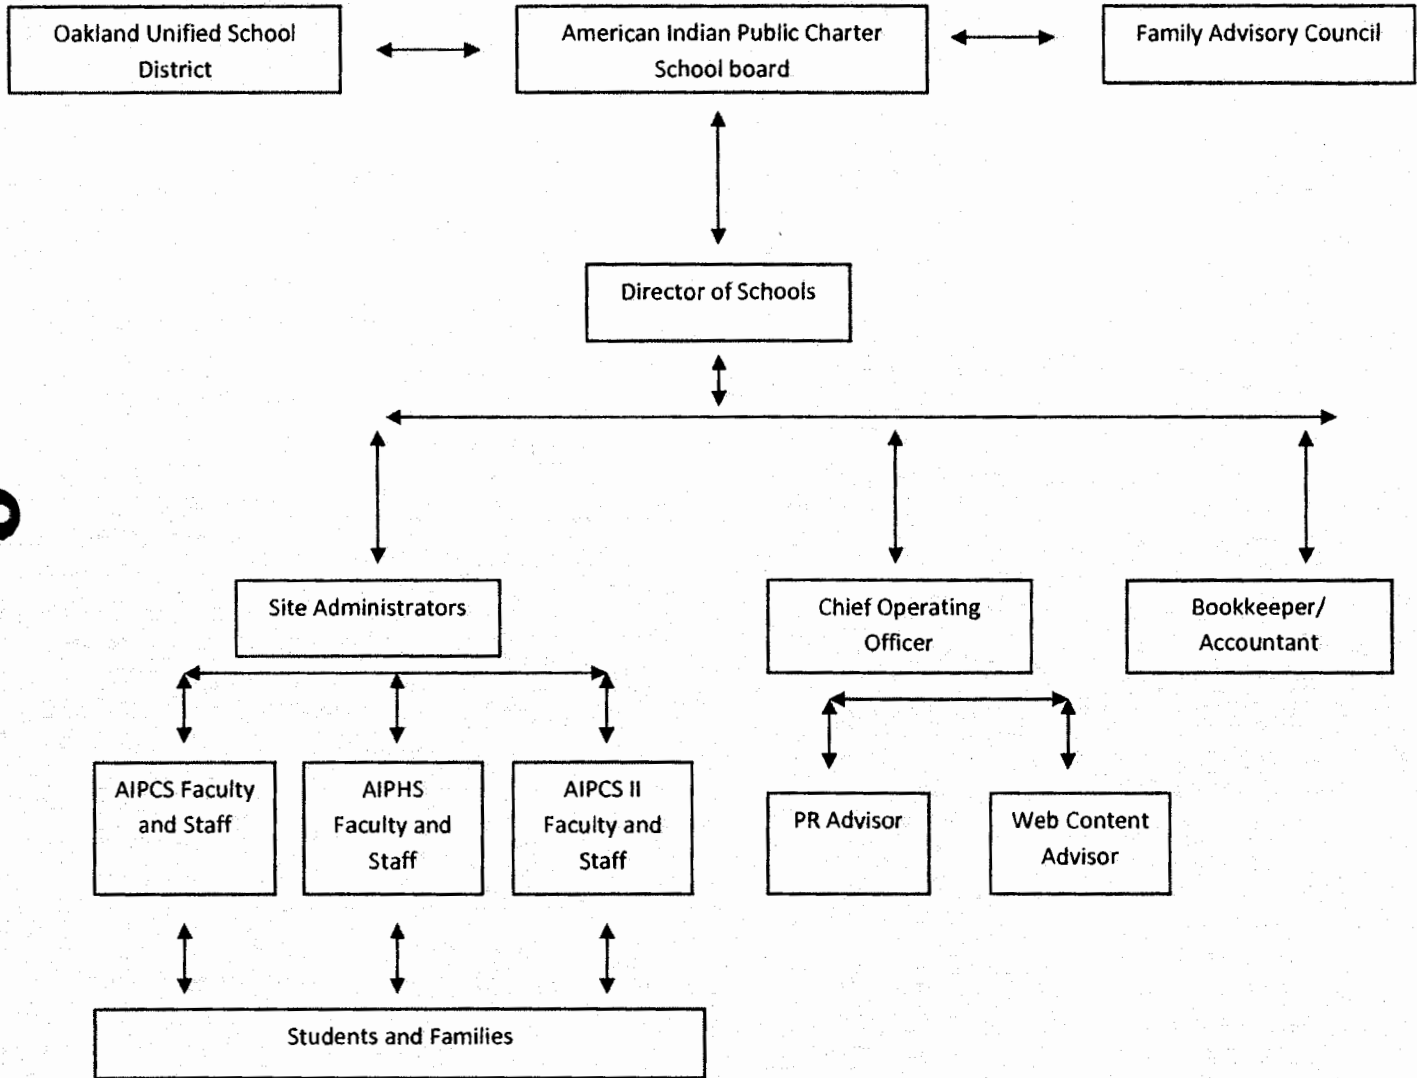 Oakland Unified School
District
American Indian Public Charter
School board
Family Advisory Council
Director of Schools
Site Administrators
Chief Operating
Officer
Bookkeeper/
Accountant
AIPCS Faculty
and Staff
AIPHS
Faculty and
Staff
AIPCS II
Faculty and
Staff
PR Advisor
Web Content
Advisor
Students and Families